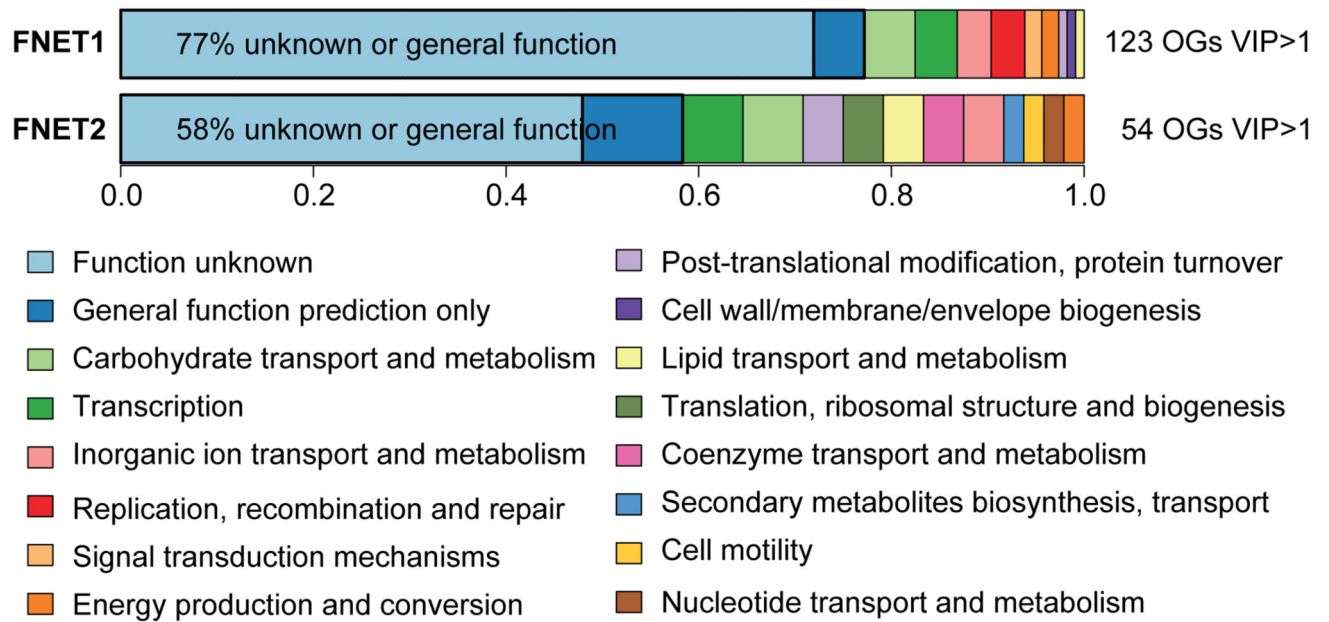 FNET1 77% unknown or general function 123 OGs VIP>1
FNET2 58% unknown or general function 54 OGs VIP>1
0.0 0.2 0.4 0.6 0.8 1.0
Function unknown
General function prediction only
Carbohydrate transport and metabolism
Transcription
Inorganic ion transport and metabolism
Replication, recombination and repair
Signal transduction mechanisms
Energy production and conversion
Post-translational modification, protein turnover
Cell wall/membrane/envelope biogenesis
Lipid transport and metabolism
Translation, ribosomal structure and biogenesis
Coenzyme transport and metabolism
Secondary metabolites biosynthesis, transport
Cell motility
Nucleotide transport and metabolism